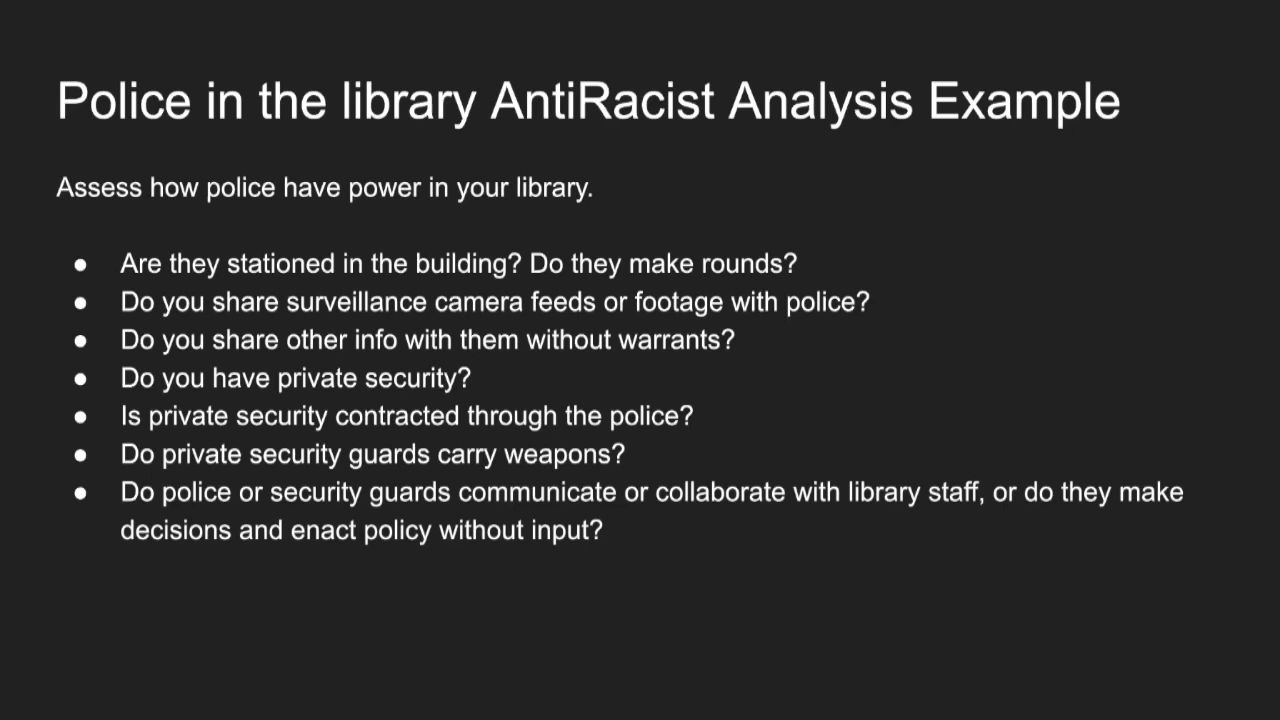 Police in the library AntiRacist Analysis Example
Assess how police have power in your library.
● Are they stationed in the building? Do they make rounds?
● Do you share surveillance camera feeds or footage with police?
● Do you share other info with them without warrants?
● Do you have private security?
● Is private security contracted through the police?
● Do private security guards carry weapons?
● Do police or security guards communicate or collaborate with library staff, or do they make
decisions and enact policy without input?